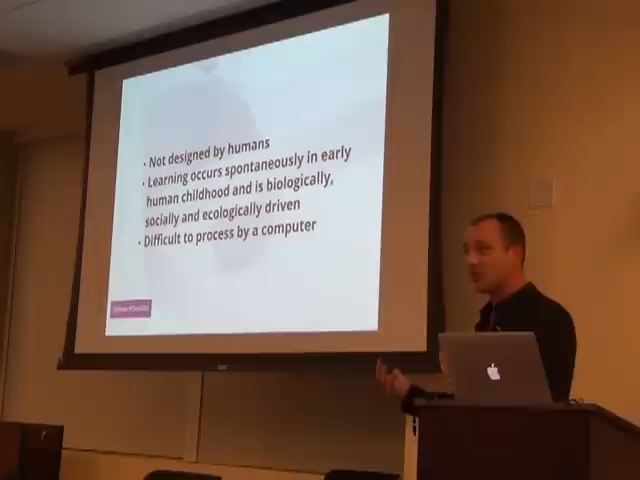 · Not designed by humans
· Learning occurs spontaneously in early
human childhood and is biologically,
socially and ecologically driven
· Difficult to process by a computer